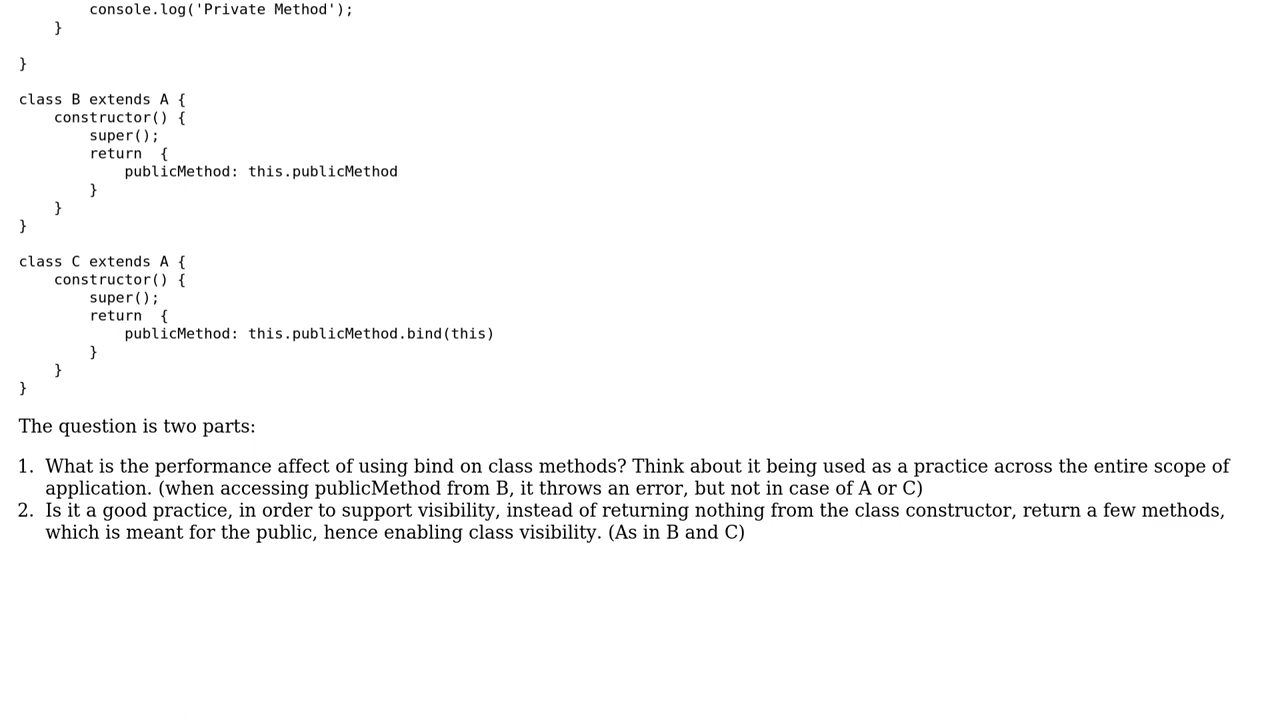 console.log('Private Method');
    }

}

class B extends A {
    constructor() {
        super();
        return  {
            publicMethod: this.publicMethod
        }
    }
}

class C extends A {
    constructor() {
        super();
        return  {
            publicMethod: this.publicMethod.bind(this)
        }
    }
}

The question is two parts:

1. What is the performance affect of using bind on class methods? Think about it being used as a practice across the entire scope of
application. (when accessing publicMethod from B, it throws an error, but not in case of A or C)
2. Is it a good practice, in order to support visibility, instead of returning nothing from the class constructor, return a few methods,
which is meant for the public, hence enabling class visibility. (As in B and C)